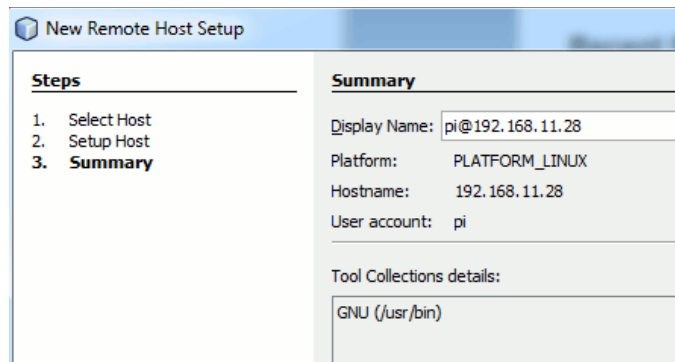 New Remote Host Setup
Steps
1. Select Host
2. Setup Host
3. Summary
Summary
Display Name: pi@192.168.11.28
Platform: PLATFORM_LINUX
Hostname: 192.168.11.28
User account: pi
Tool Collections details:
GNU (/usr/bin)